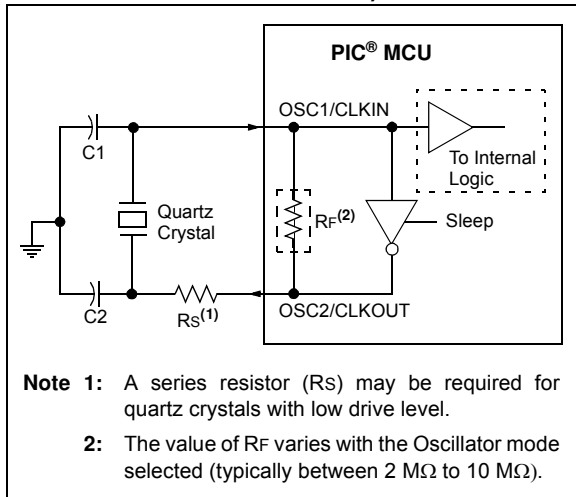 PIC® MCU
OSC1/CLKIN
C1
To Internal
Logic
Quartz
Crystal
RF(2)
Sleep
C2
RS(1)
OSC2/CLKOUT
Note 1: A series resistor (RS) may be required for
quartz crystals with low drive level.
2: The value of RF varies with the Oscillator mode
selected (typically between 2 MΩ to 10 MΩ).